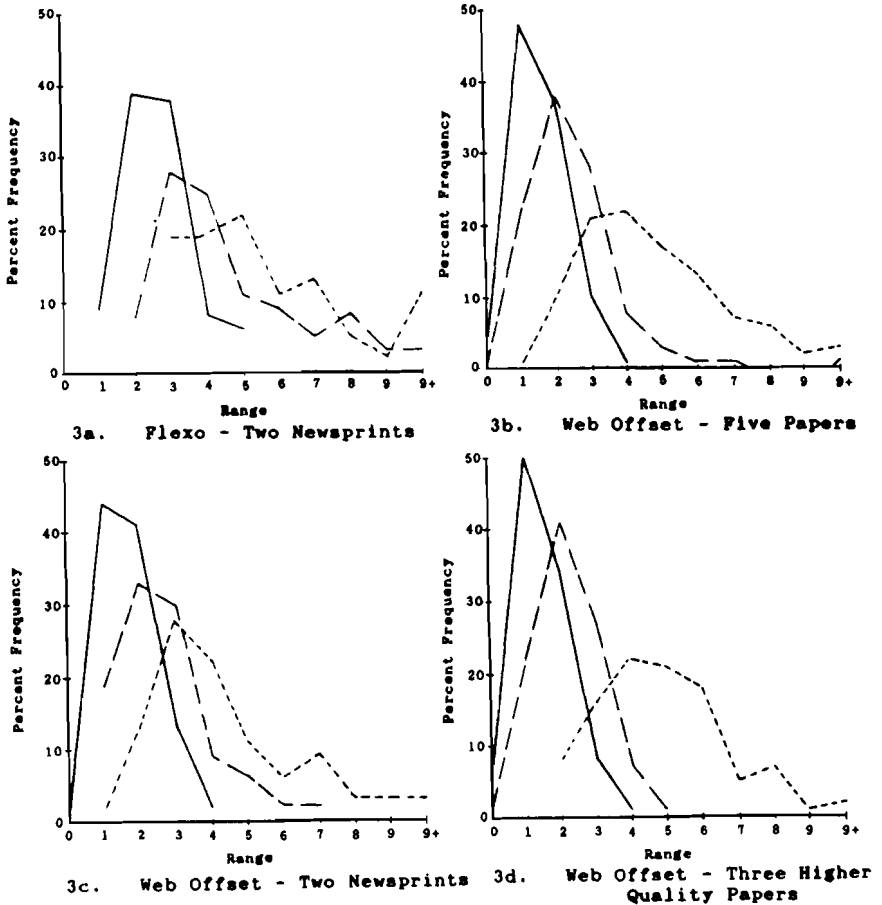 50
40
30
20
10
0
Percent Frequency
0 1 2 3 4 5 6 7 8 9 9+
Range
3a. Flexo - Two Newsprints
50
40
30
20
10
0
Percent Frequency
0 1 2 3 4 5 6 7 8 9 9+
Range
3b. Web Offset - Five Papers
50
40
30
20
10
0
Percent Frequency
0 1 2 3 4 5 6 7 8 9 9+
Range
3c. Web Offset - Two Newsprints
50
40
30
20
10
0
Percent Frequency
0 1 2 3 4 5 6 7 8 9 9+
Range
3d. Web Offset - Three Higher
Quality Papers